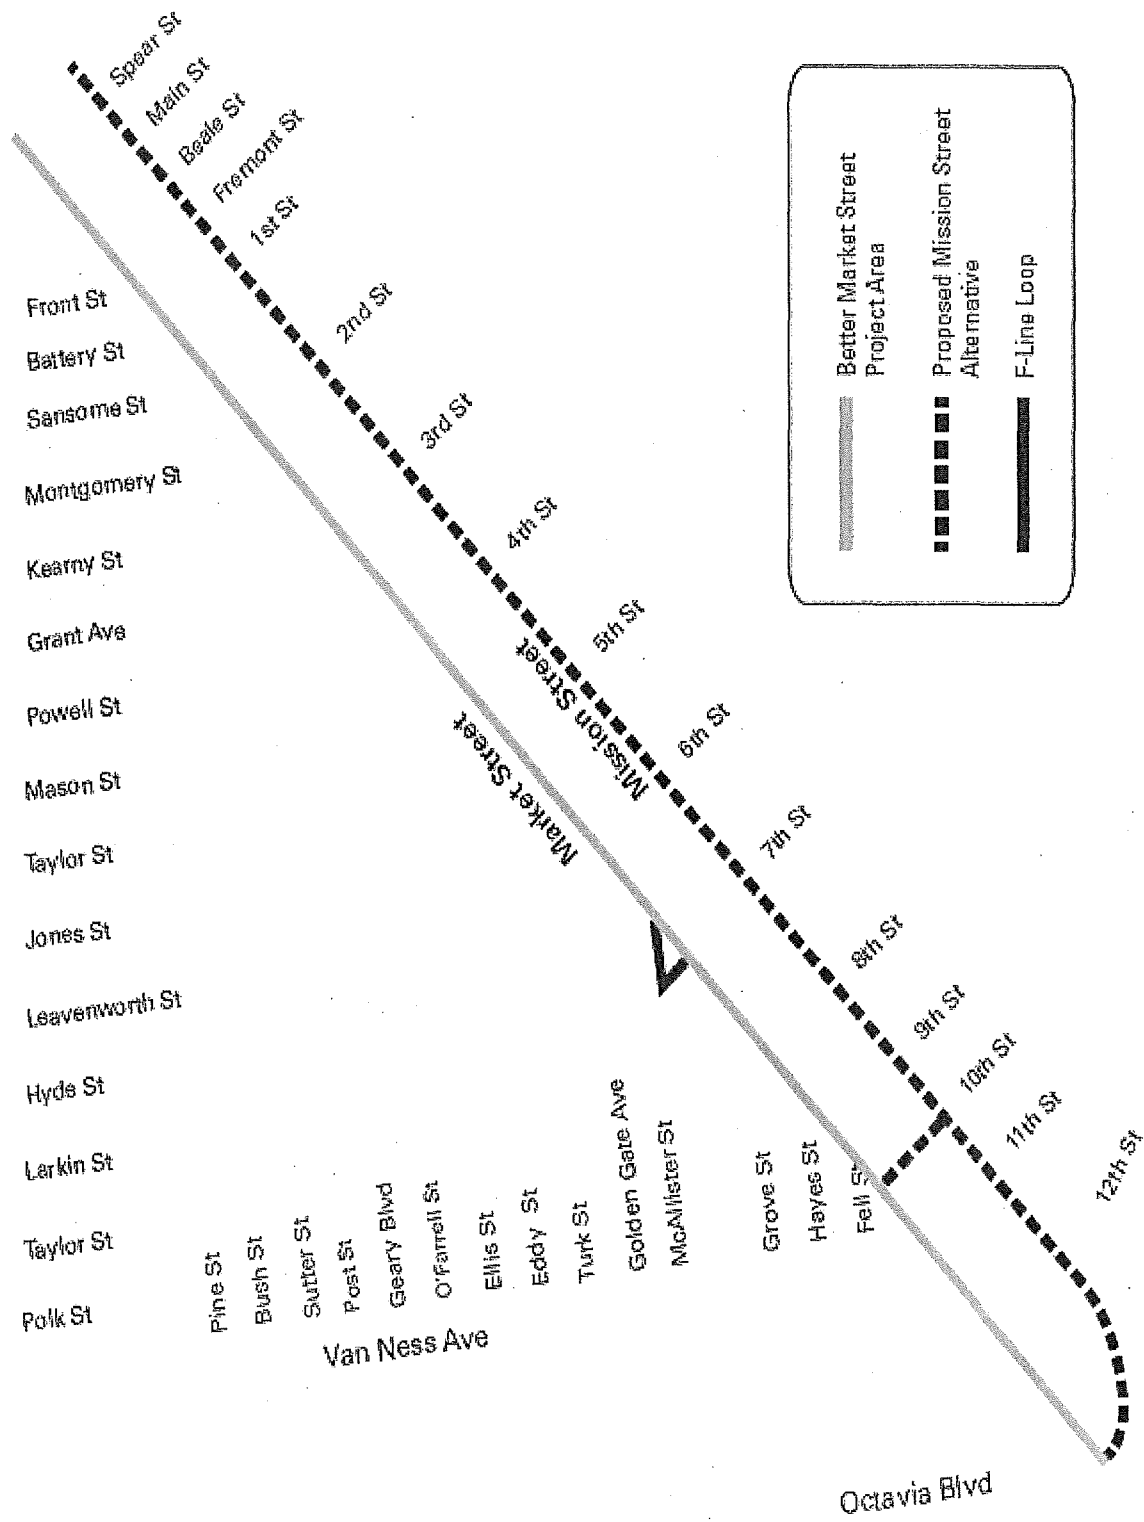 Spear St
Main St
Beale St
Fremont St
1st St
2nd St
3rd St
4th St
5th St
6th St
7th St
8th St
9th St
10th St
11th St
12th St
Front St
Battery St
Sansome St
Montgomery St
Kearny St
Grant Ave
Powell St
Mason St
Taylor St
Jones St
Leavenworth St
Hyde St
Larkin St
Taylor St
Polk St
Pine St
Bush St
Sutter St
Post St
Geary Blvd
O'Farrell St
Ellis St
Eddy St
Turk St
Golden Gate Ave
McAllister St
Grove St
Hayes St
Fell St
Van Ness Ave
Octavia Blvd
Market Street
Mission Street
Better Market Street
Project Area
Proposed Mission Street
Alternative
F-Line Loop